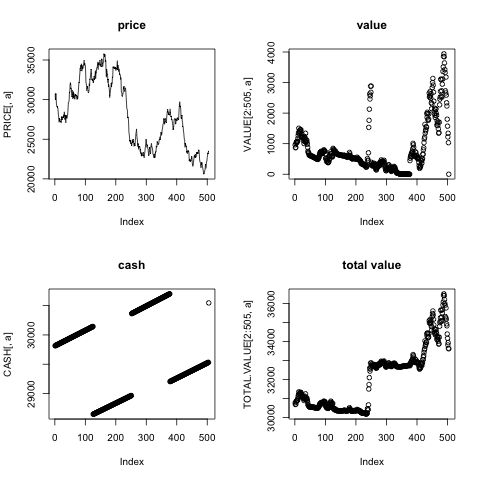 price
PRICE[, a]
20000 25000 30000 35000
0 100 200 300 400 500
Index
value
VALUE[2:505, a]
0 1000 2000 3000 4000
0 100 200 300 400 500
Index
cash
CASH[, a]
29000 30000
0 100 200 300 400 500
Index
total value
TOTAL.VALUE[2:505, a]
30000 31000 32000 33000 34000 36000
0 100 200 300 400 500
Index